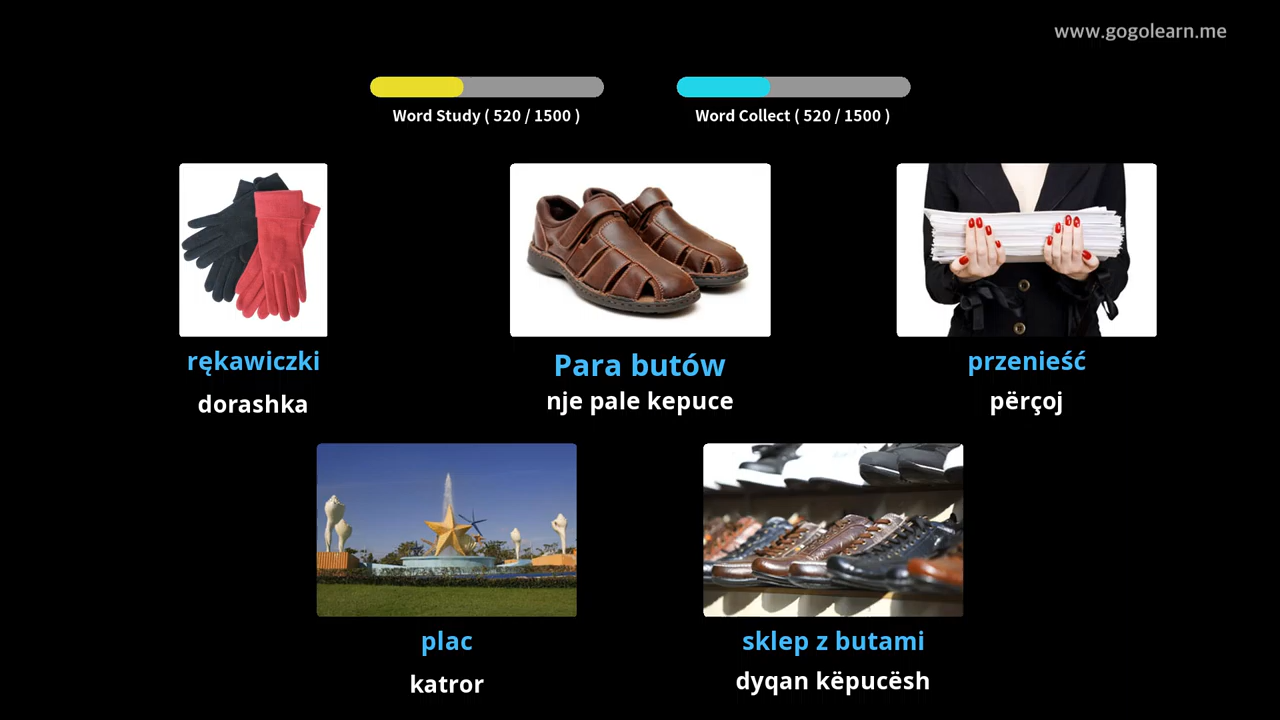 www.gogolearn.me
Word Study ( 520 / 1500 )
Word Collect ( 520 / 1500 )
rękawiczki
dorashka
Para butów
nje pale kepuce
przenieść
përçoj
plac
katror
sklep z butami
dyqan këpucësh